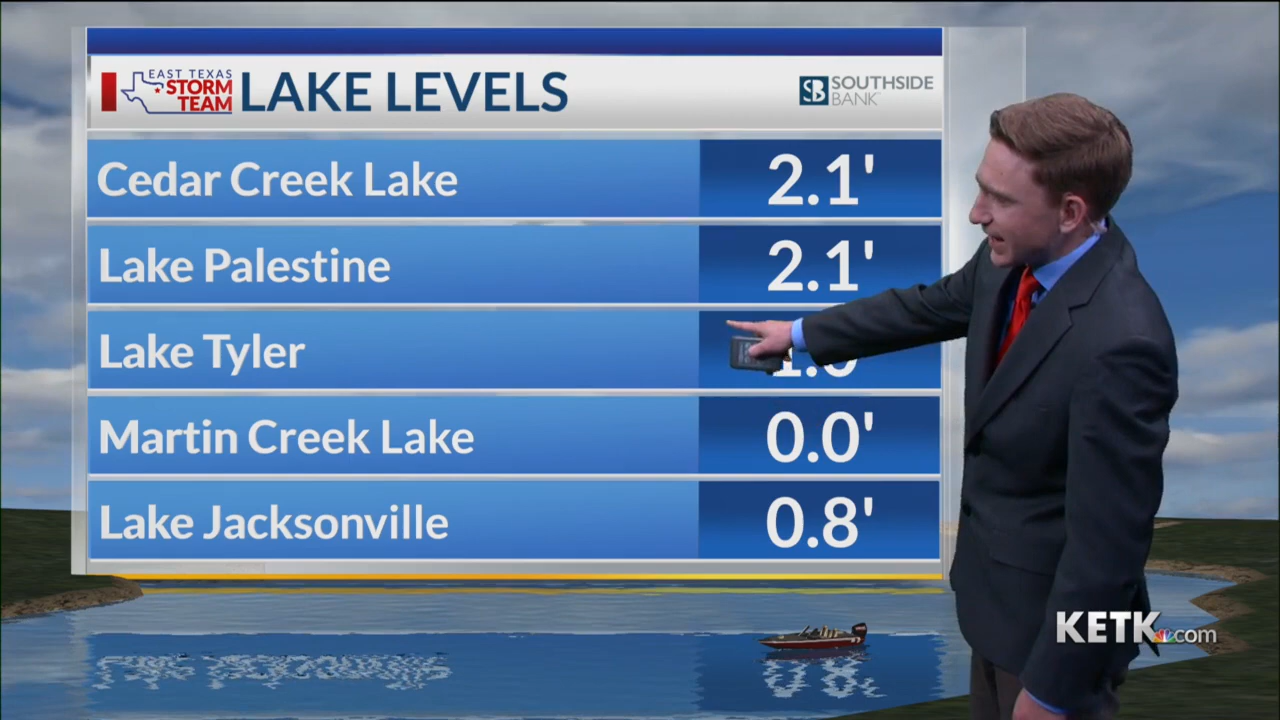 EAST TEXAS
STORM
TEAM
LAKE LEVELS
SB
SOUTHSIDE
BANK
Cedar Creek Lake 2.1'
Lake Palestine 2.1'
Lake Tyler
Martin Creek Lake 0.0'
Lake Jacksonville 0.8'
KETK.com